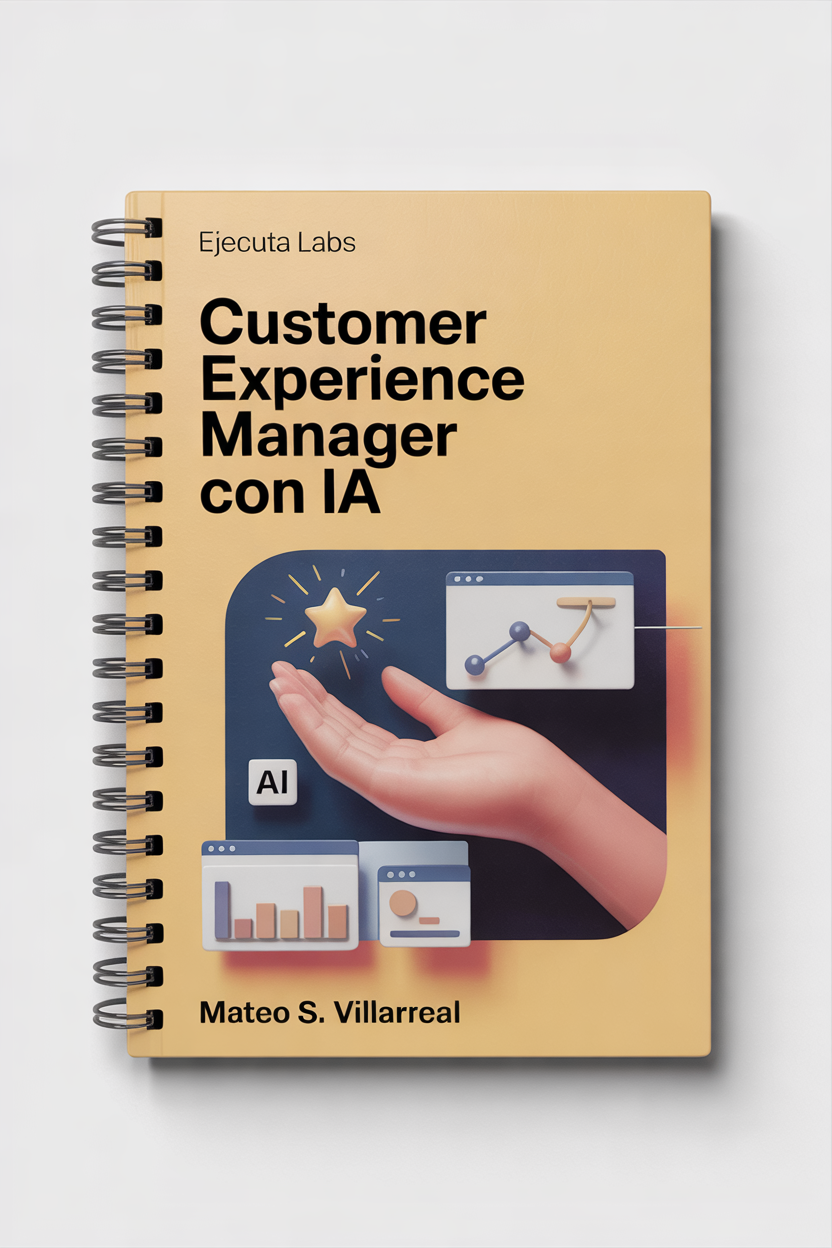 Ejecuta Labs
Customer
Experience
Manager
con IA
AI
Mateo S. Villarreal